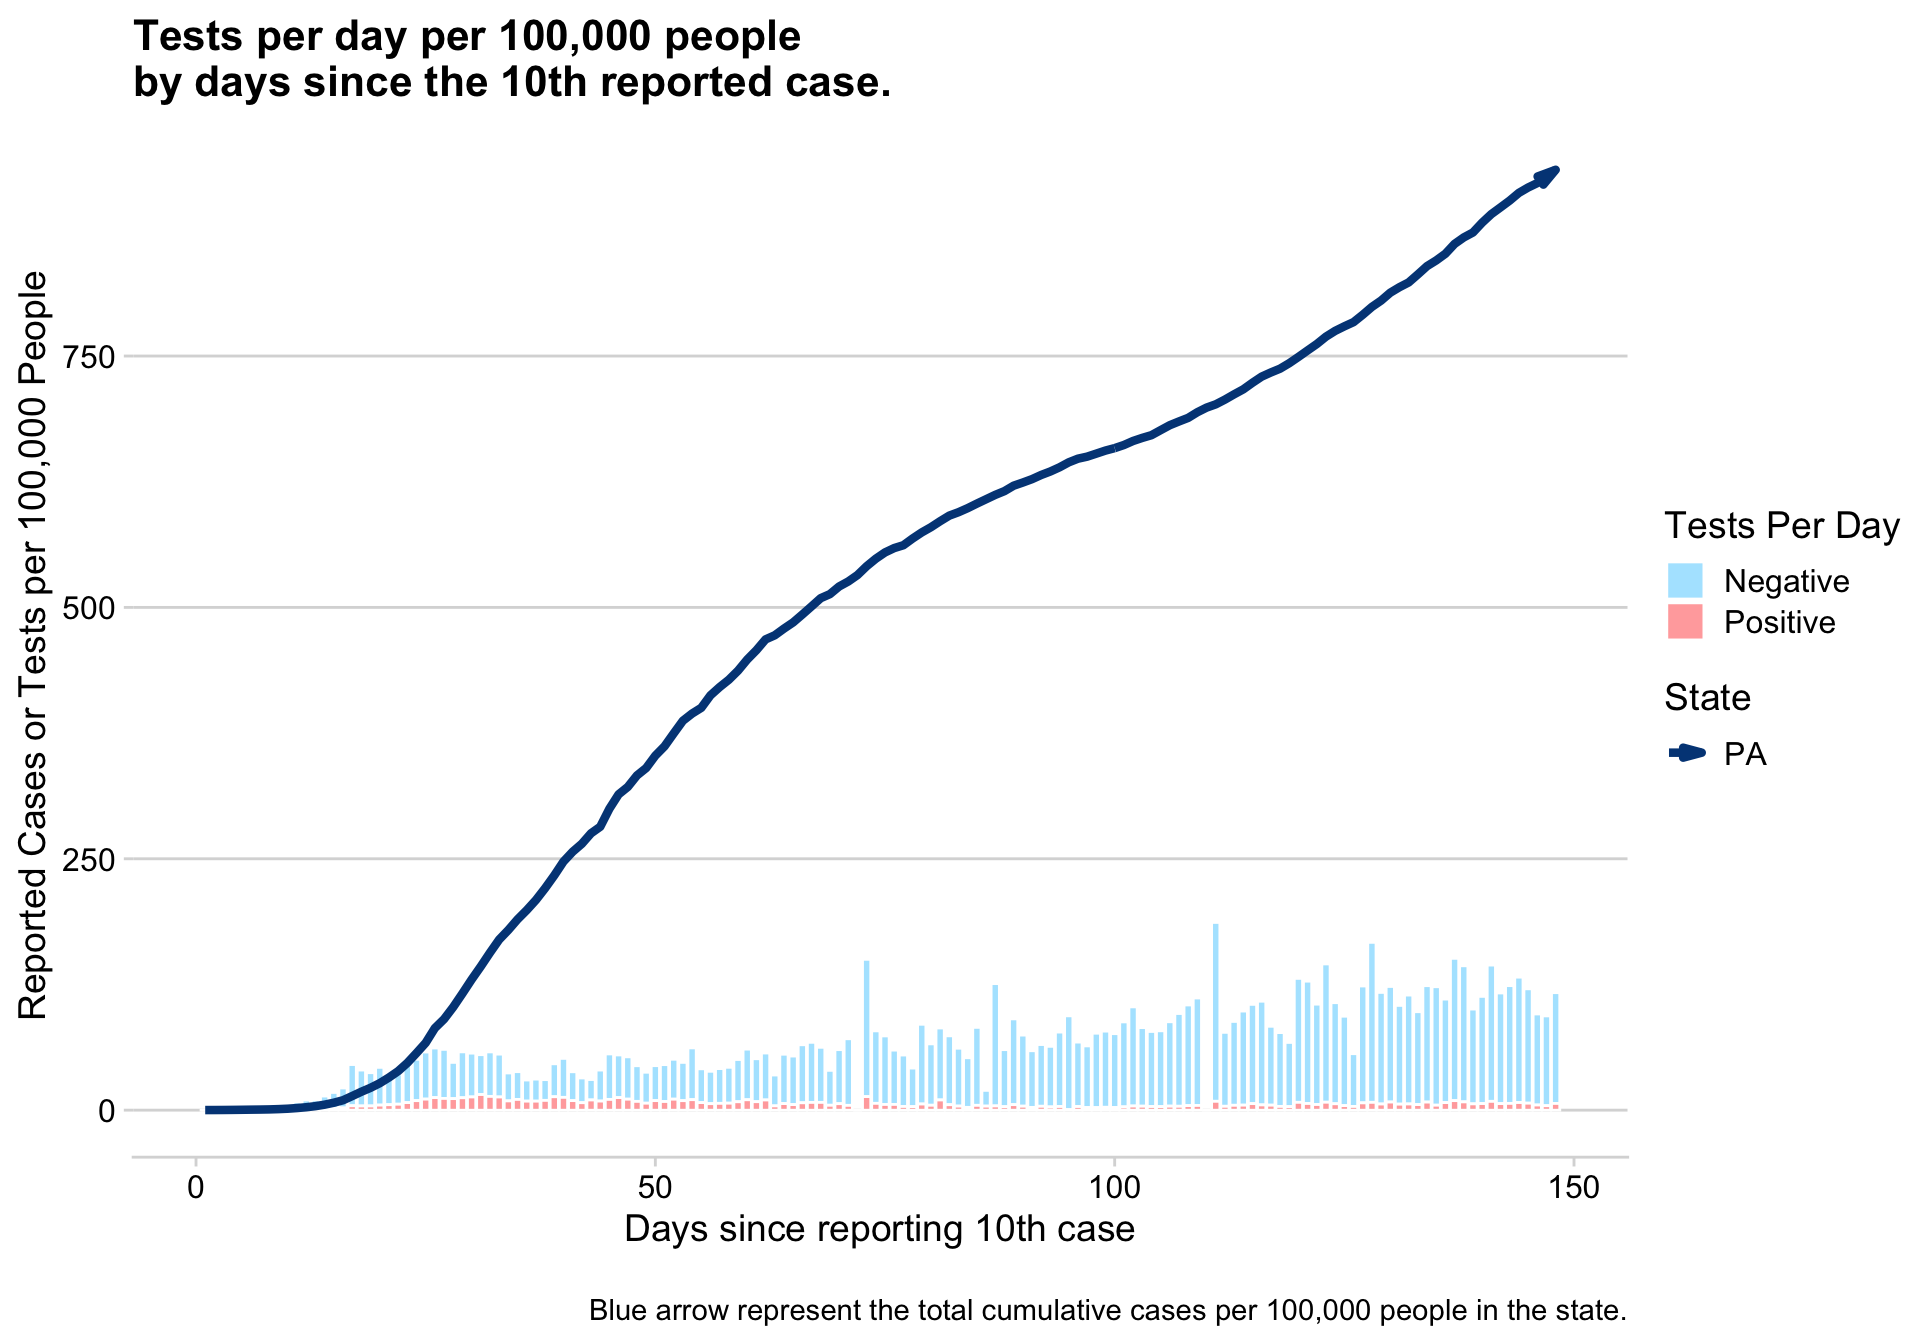 Tests per day per 100,000 people
by days since the 10th reported case.
Reported Cases or Tests per 100,000 People
750
500
250
0
0
50
100
150
Days since reporting 10th case
Tests Per Day
Negative
Positive
State
PA
Blue arrow represent the total cumulative cases per 100,000 people in the state.